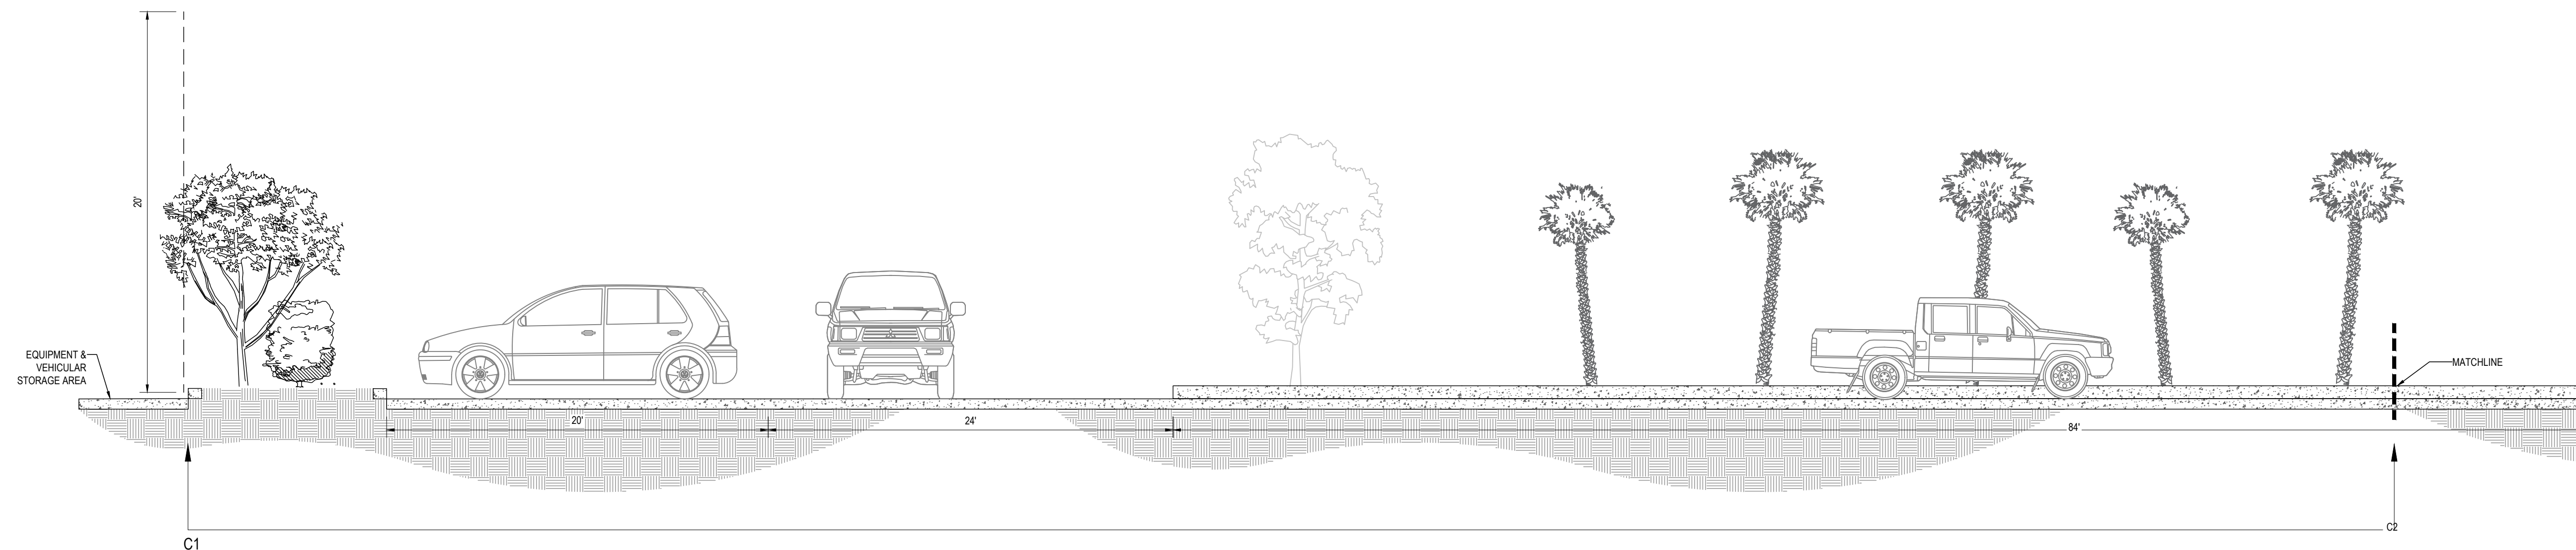 20'
EQUIPMENT &
VEHICULAR
STORAGE AREA
MATCHLINE
20'
24'
84'
C1
C2